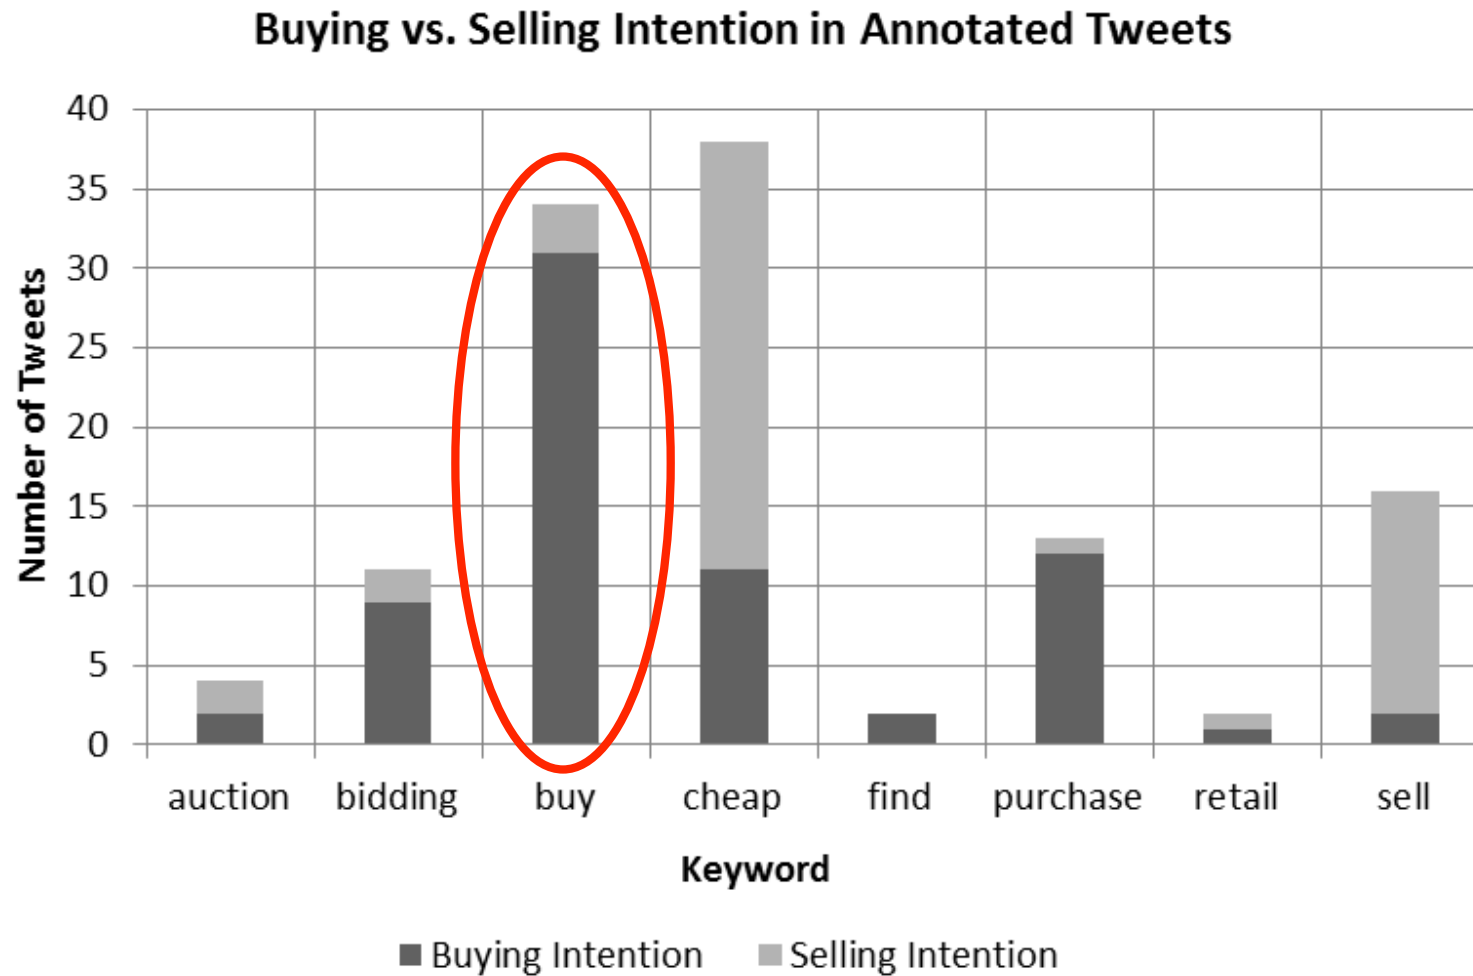 Buying vs. Selling Intention in Annotated Tweets
40
35
30
25
20
15
10
5
0
Number of Tweets
auction bidding buy cheap find purchase retail sell
Keyword
Buying Intention Selling Intention